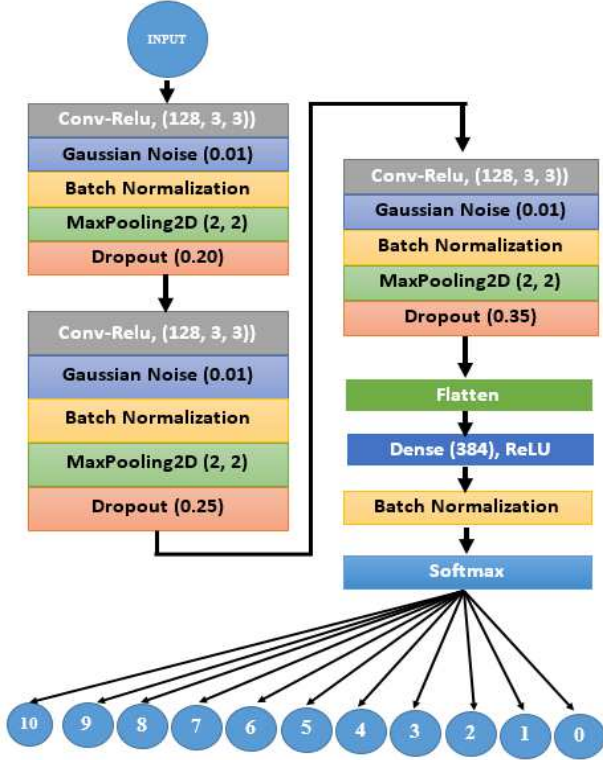 INPUT
Conv-Relu, (128, 3, 3))
Gaussian Noise (0.01)
Batch Normalization
MaxPooling2D (2, 2)
Dropout (0.20)
Conv-Relu, (128, 3, 3))
Gaussian Noise (0.01)
Batch Normalization
MaxPooling2D (2, 2)
Dropout (0.25)
Conv-Relu, (128, 3, 3))
Gaussian Noise (0.01)
Batch Normalization
MaxPooling2D (2, 2)
Dropout (0.35)
Flatten
Dense (384), ReLU
Batch Normalization
Softmax
10 9 8 7 6 5 4 3 2 1 0